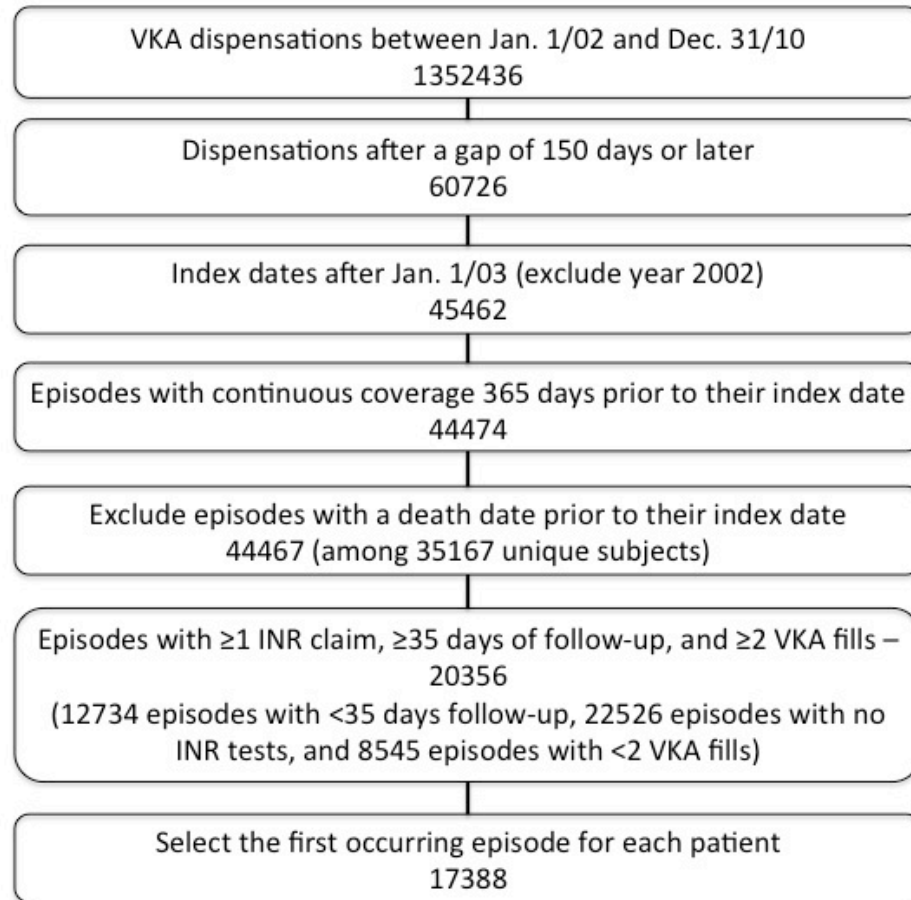 VKA dispensations between Jan. 1/02 and Dec. 31/10
1352436
Dispensations after a gap of 150 days or later
60726
Index dates after Jan. 1/03 (exclude year 2002)
45462
Episodes with continuous coverage 365 days prior to their index date
44474
Exclude episodes with a death date prior to their index date
44467 (among 35167 unique subjects)
Episodes with ≥1 INR claim, ≥35 days of follow-up, and ≥2 VKA fills –
20356
(12734 episodes with <35 days follow-up, 22526 episodes with no
INR tests, and 8545 episodes with <2 VKA fills)
Select the first occurring episode for each patient
17388